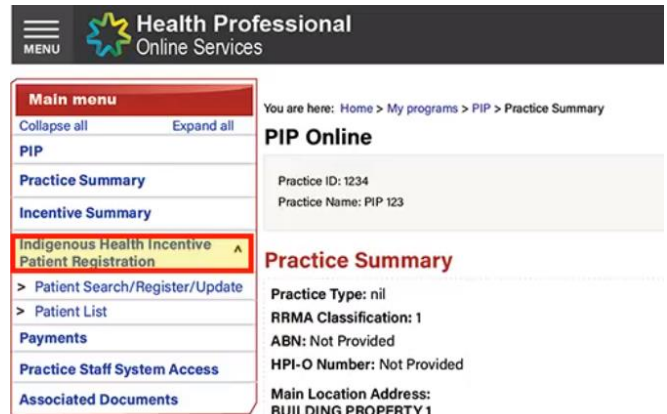 MENU
Health Professional
Online Services
Main menu
Collapse all Expand all
PIP
Practice Summary
Incentive Summary
Indigenous Health Incentive ^
Patient Registration
> Patient Search/Register/Update
> Patient List
Payments
Practice Staff System Access
Associated Documents
You are here: Home > My programs > PIP > Practice Summary
PIP Online
Practice ID: 1234
Practice Name: PIP 123
Practice Summary
Practice Type: nil
RRMA Classification: 1
ABN: Not Provided
HPI-O Number: Not Provided
Main Location Address:
BUILDING PROPERTY 1